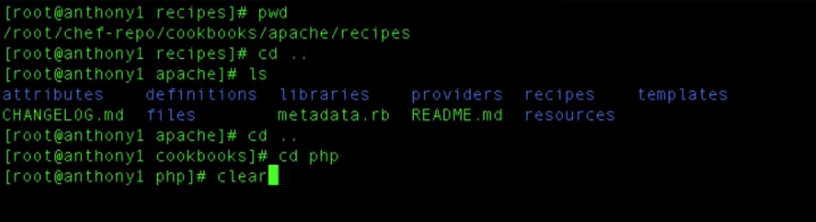 [root@anthony1 recipes]# pwd
/root/chef-repo/cookbooks/apache/recipes
[root@anthony1 recipes]# cd ..
[root@anthony1 apache]# ls
attributes definitions libraries providers recipes templates
CHANGELOG.md files metadata.rb README.md resources
[root@anthony1 apache]# cd ..
[root@anthony1 cookbooks]# cd php
[root@anthony1 php]# clear